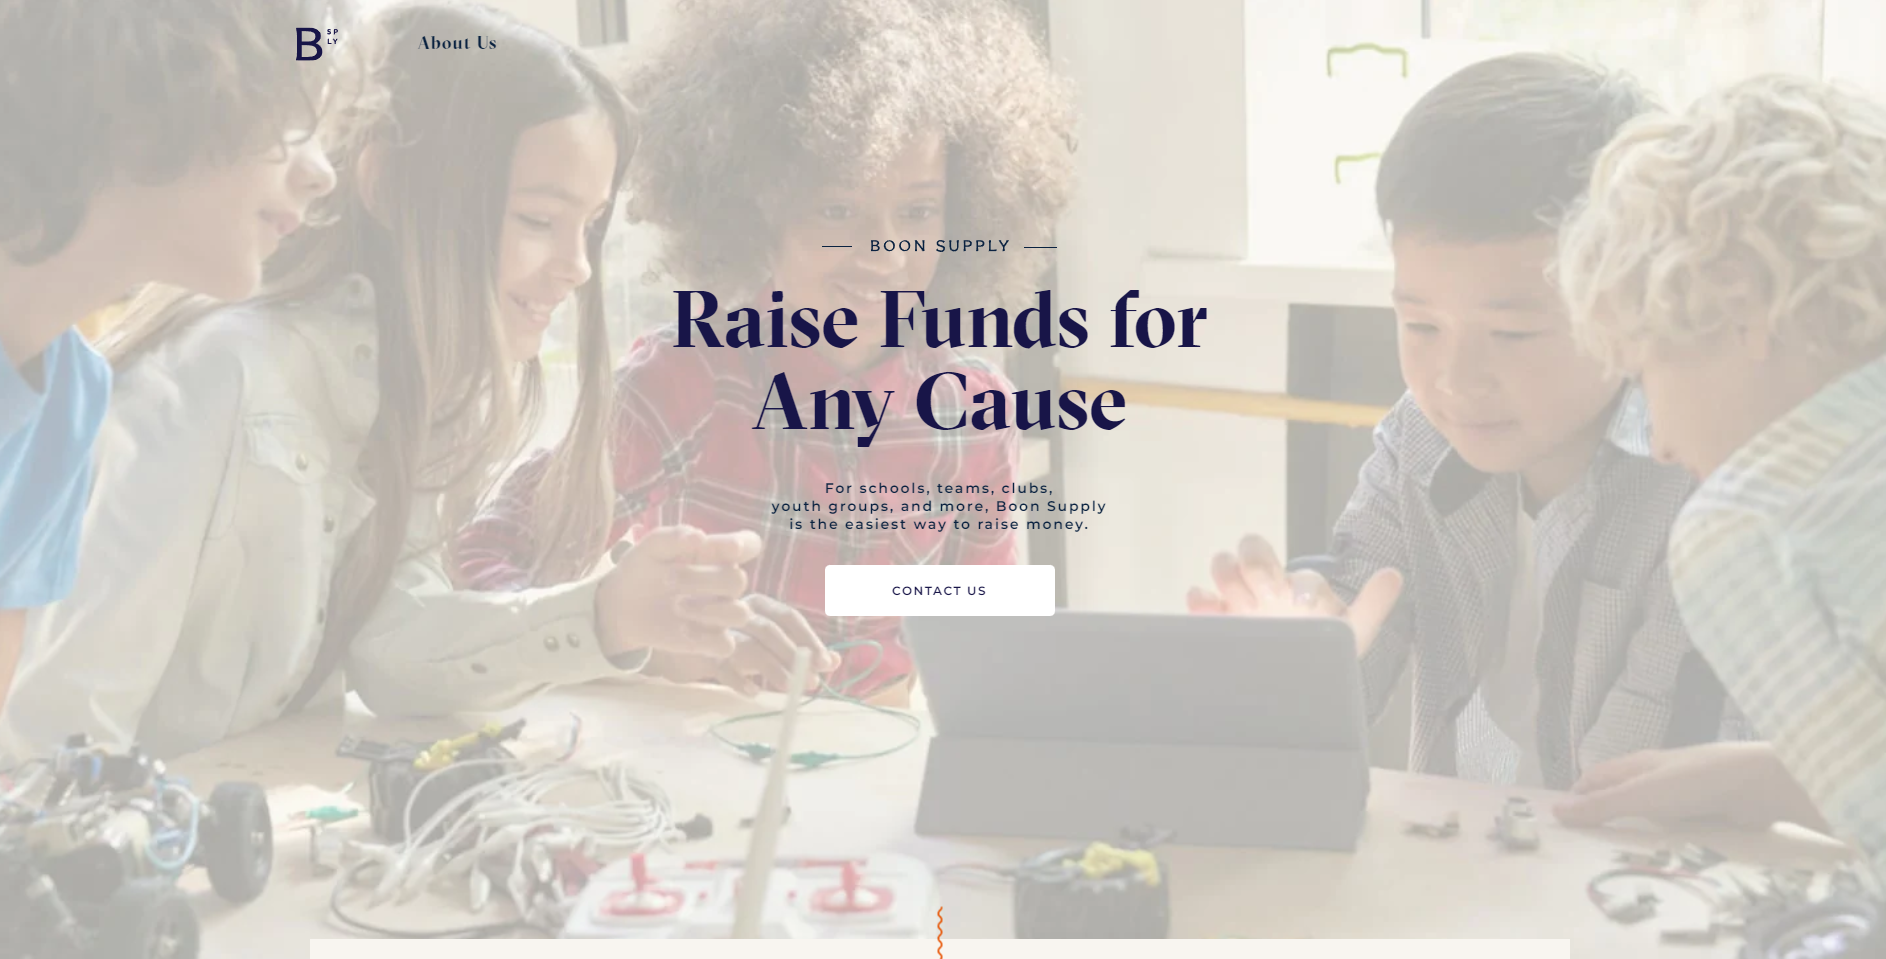 B SP
LY
About Us
BOON SUPPLY
Raise Funds for
Any Cause
For schools, teams, clubs,
youth groups, and more, Boon Supply
is the easiest way to raise money.
CONTACT US